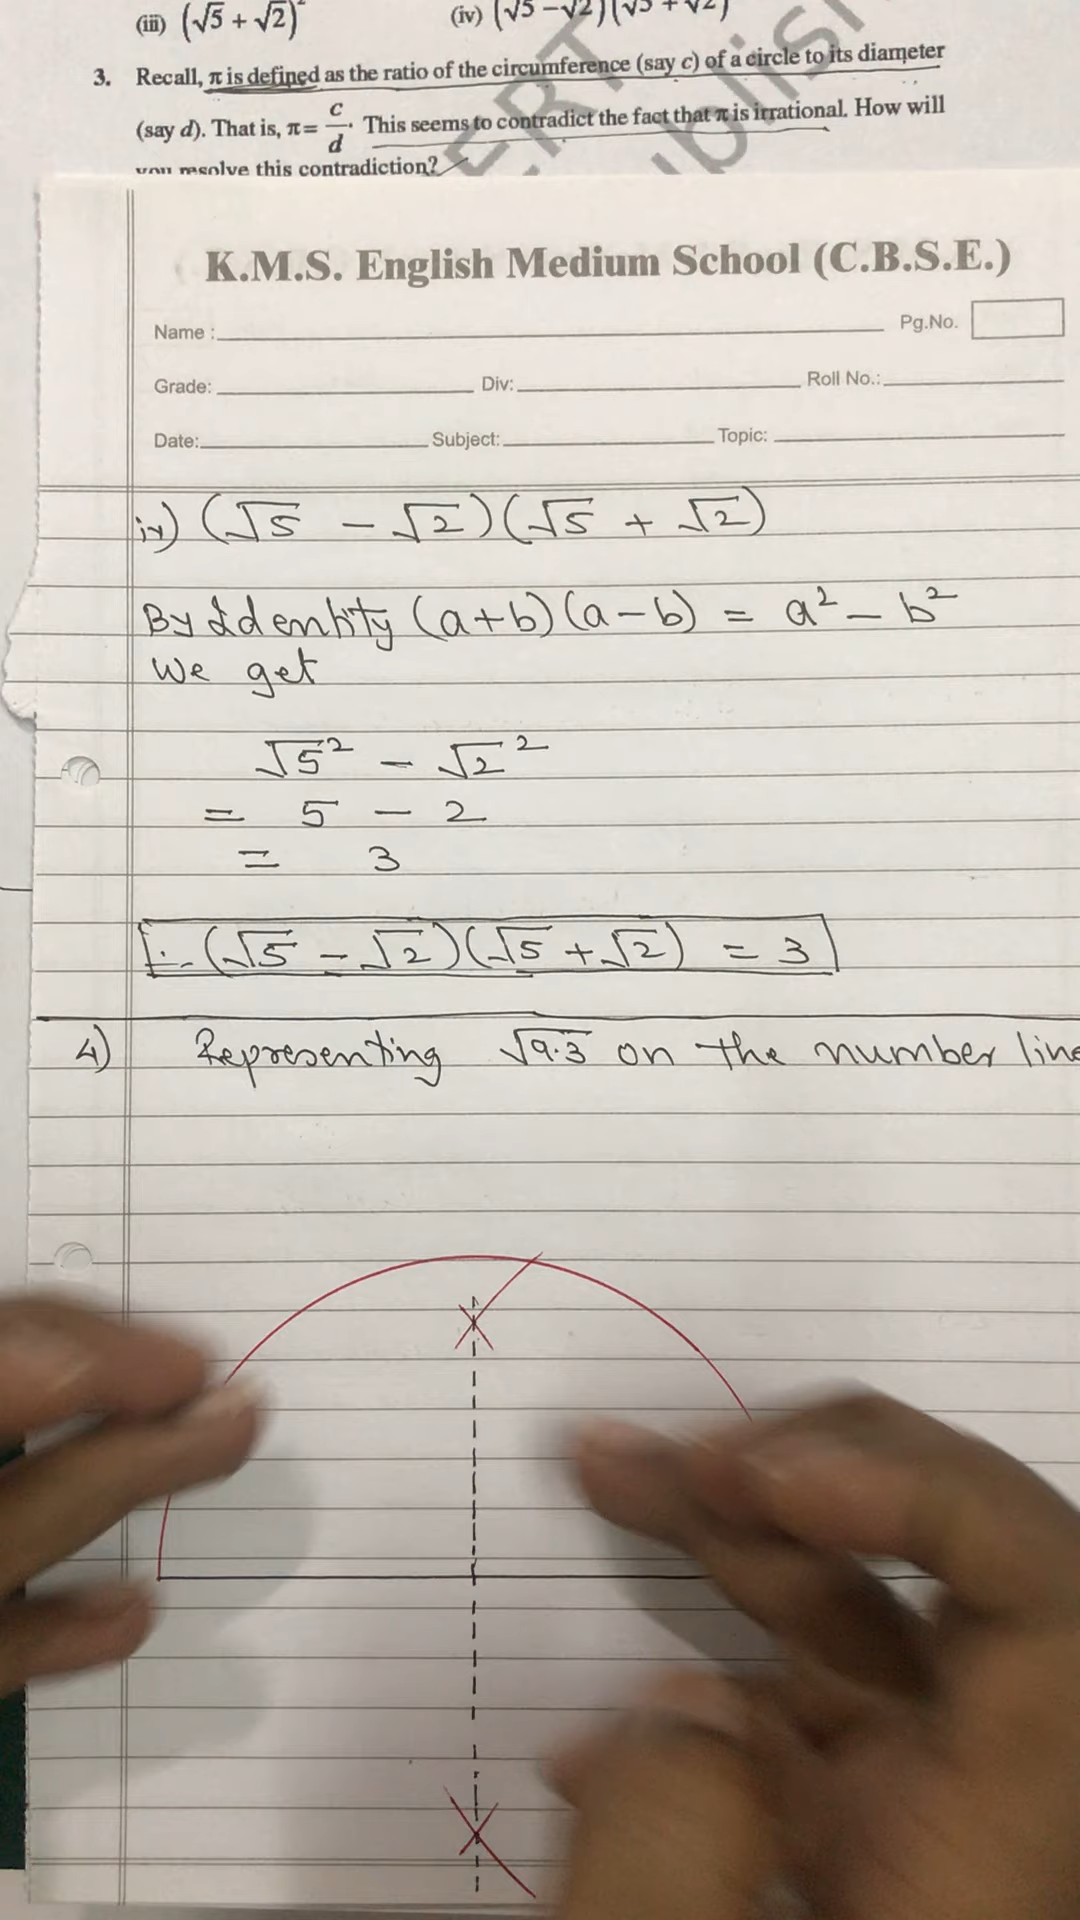 (iii) (√5 + √2)²
(iv) (√5 – √2)(√5 + √2)
3. Recall, π is defined as the ratio of the circumference (say c) of a circle to its diameter
(say d). That is, π = c/d. This seems to contradict the fact that π is irrational. How will
you resolve this contradiction?
K.M.S. English Medium School (C.B.S.E.)
Name : Pg.No.
Grade: Div: Roll No.:
Date: Subject: Topic:
iv) (√5 – √2)(√5 + √2)
By Identity (a+b)(a–b) = a² – b²
We get
√5² – √2²
= 5 – 2
= 3
∴ (√5 – √2)(√5 + √2) = 3
4) Representing √9.3 on the number line